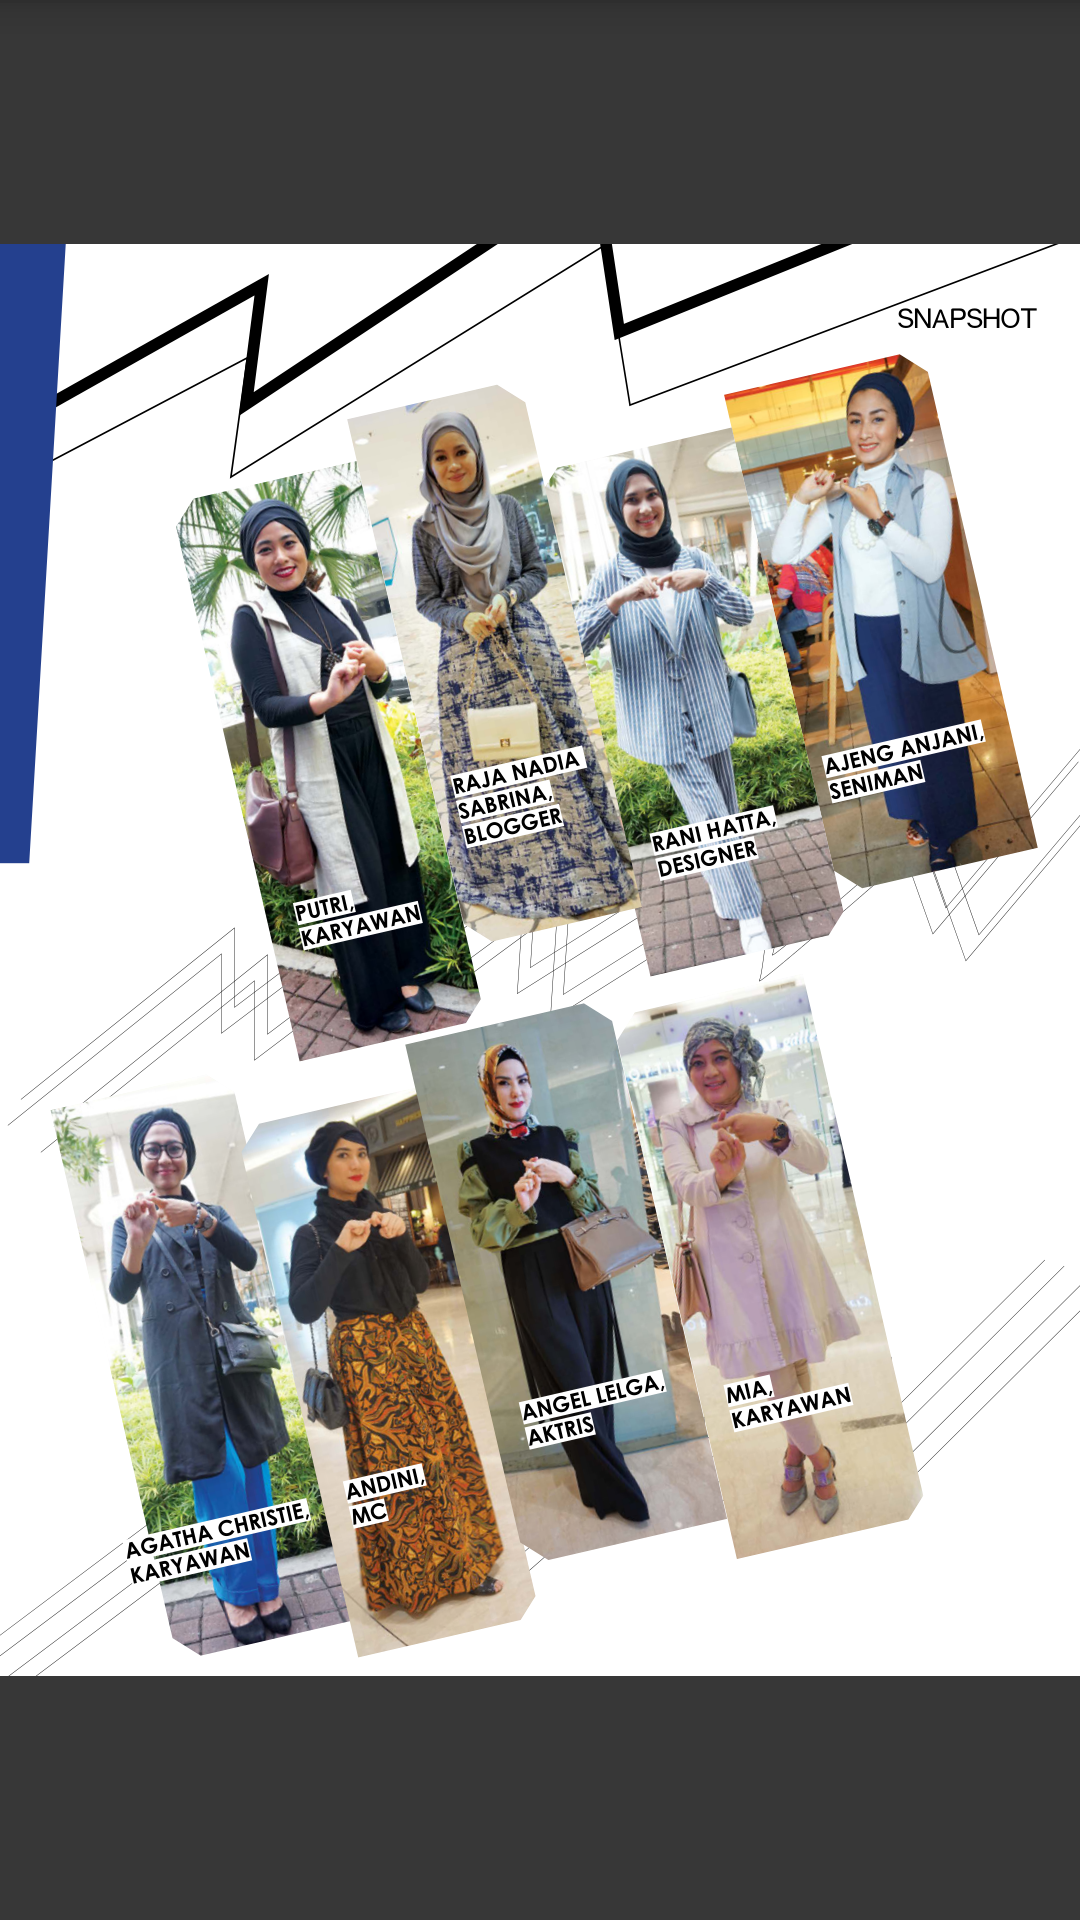 SNAPSHOT
PUTRI,
KARYAWAN
RAJA NADIA
SABRINA,
BLOGGER
RANI HATTA,
DESIGNER
AJENG ANJANI,
SENIMAN
AGATHA CHRISTIE,
KARYAWAN
ANDINI,
MC
ANGEL LELGA,
AKTRIS
MIA,
KARYAWAN